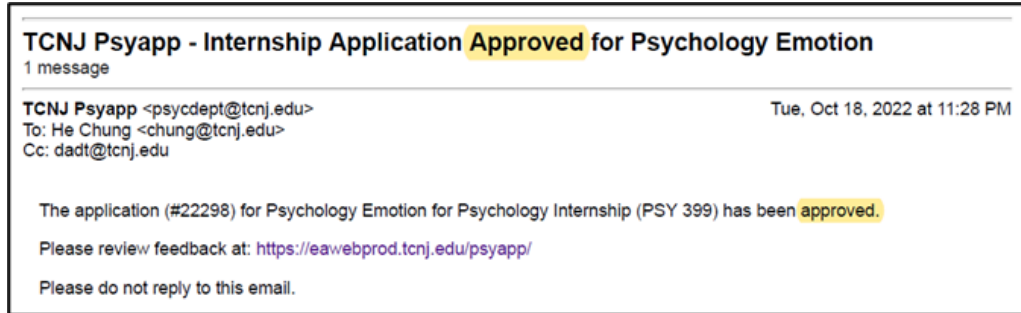 TCNJ Psyapp - Internship Application Approved for Psychology Emotion
1 message
TCNJ Psyapp <psycdept@tcnj.edu>
Tue, Oct 18, 2022 at 11:28 PM
To: He Chung <chung@tcnj.edu>
Cc: dadt@tcnj.edu
The application (#22298) for Psychology Emotion for Psychology Internship (PSY 399) has been approved.
Please review feedback at: https://eawebprod.tcnj.edu/psyapp/
Please do not reply to this email.